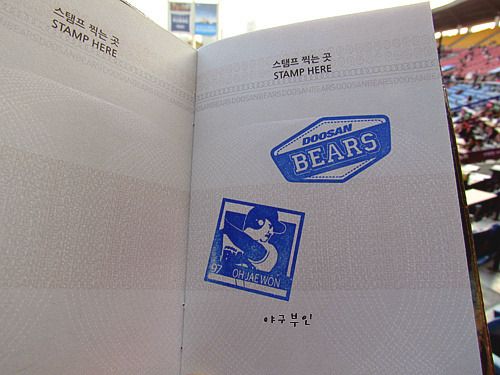 스탬프 찍는 곳
STAMP HERE
스탬프 찍는 곳
STAMP HERE
DOOSANBEARSDOOSANBEARSDOOSANBEARSDOOSANBEARS
DOOSAN
BEARS
97 OH JAE WON
야구부인